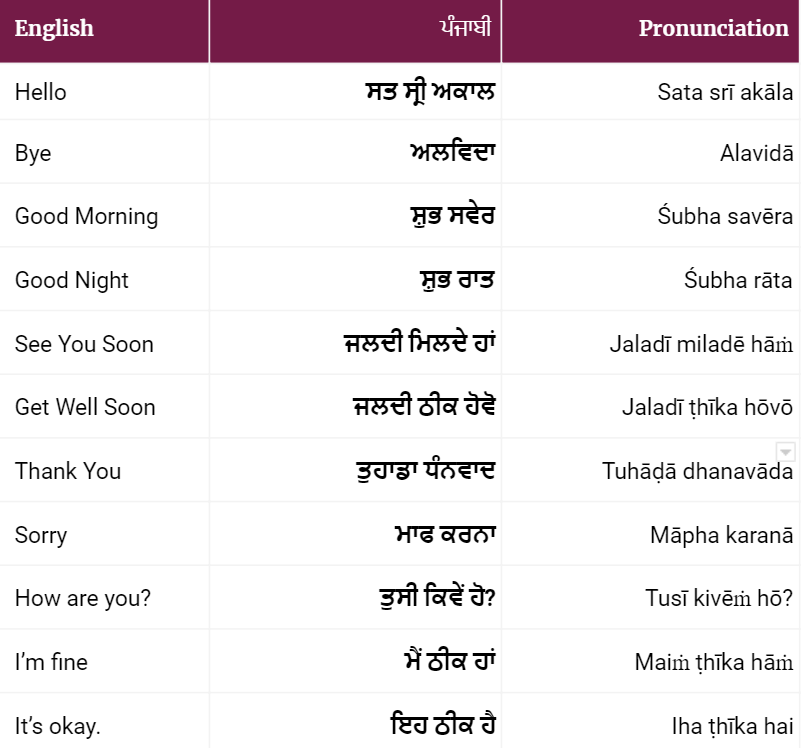 English ਪੰਜਾਬੀ Pronunciation
Hello ਸਤ ਸ੍ਰੀ ਅਕਾਲ Sata srī akāla
Bye ਅਲਵਿਦਾ Alavidā
Good Morning ਸ਼ੁਭ ਸਵੇਰ Śubha savēra
Good Night ਸ਼ੁਭ ਰਾਤ Śubha rāta
See You Soon ਜਲਦੀ ਮਿਲਦੇ ਹਾਂ Jaladī miladē hāṁ
Get Well Soon ਜਲਦੀ ਠੀਕ ਹੋਵੋ Jaladī ṭhīka hōvō
Thank You ਤੁਹਾਡਾ ਧੰਨਵਾਦ Tuhāḍā dhanavāda
Sorry ਮਾਫ ਕਰਨਾ Māpha karanā
How are you? ਤੁਸੀ ਕਿਵੇਂ ਹੋ? Tusī kivēṁ hō?
I’m fine ਮੈਂ ਠੀਕ ਹਾਂ Maiṁ ṭhīka hāṁ
It’s okay. ਇਹ ਠੀਕ ਹੈ Iha ṭhīka hai